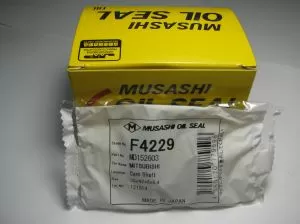 MUSASHI
OIL SEAL
MUSASHI
OIL SEAL
MUSASHI OIL SEAL
F4229
MD152603
MITSUBISHI
Cam Shaft
MADE IN JAPAN